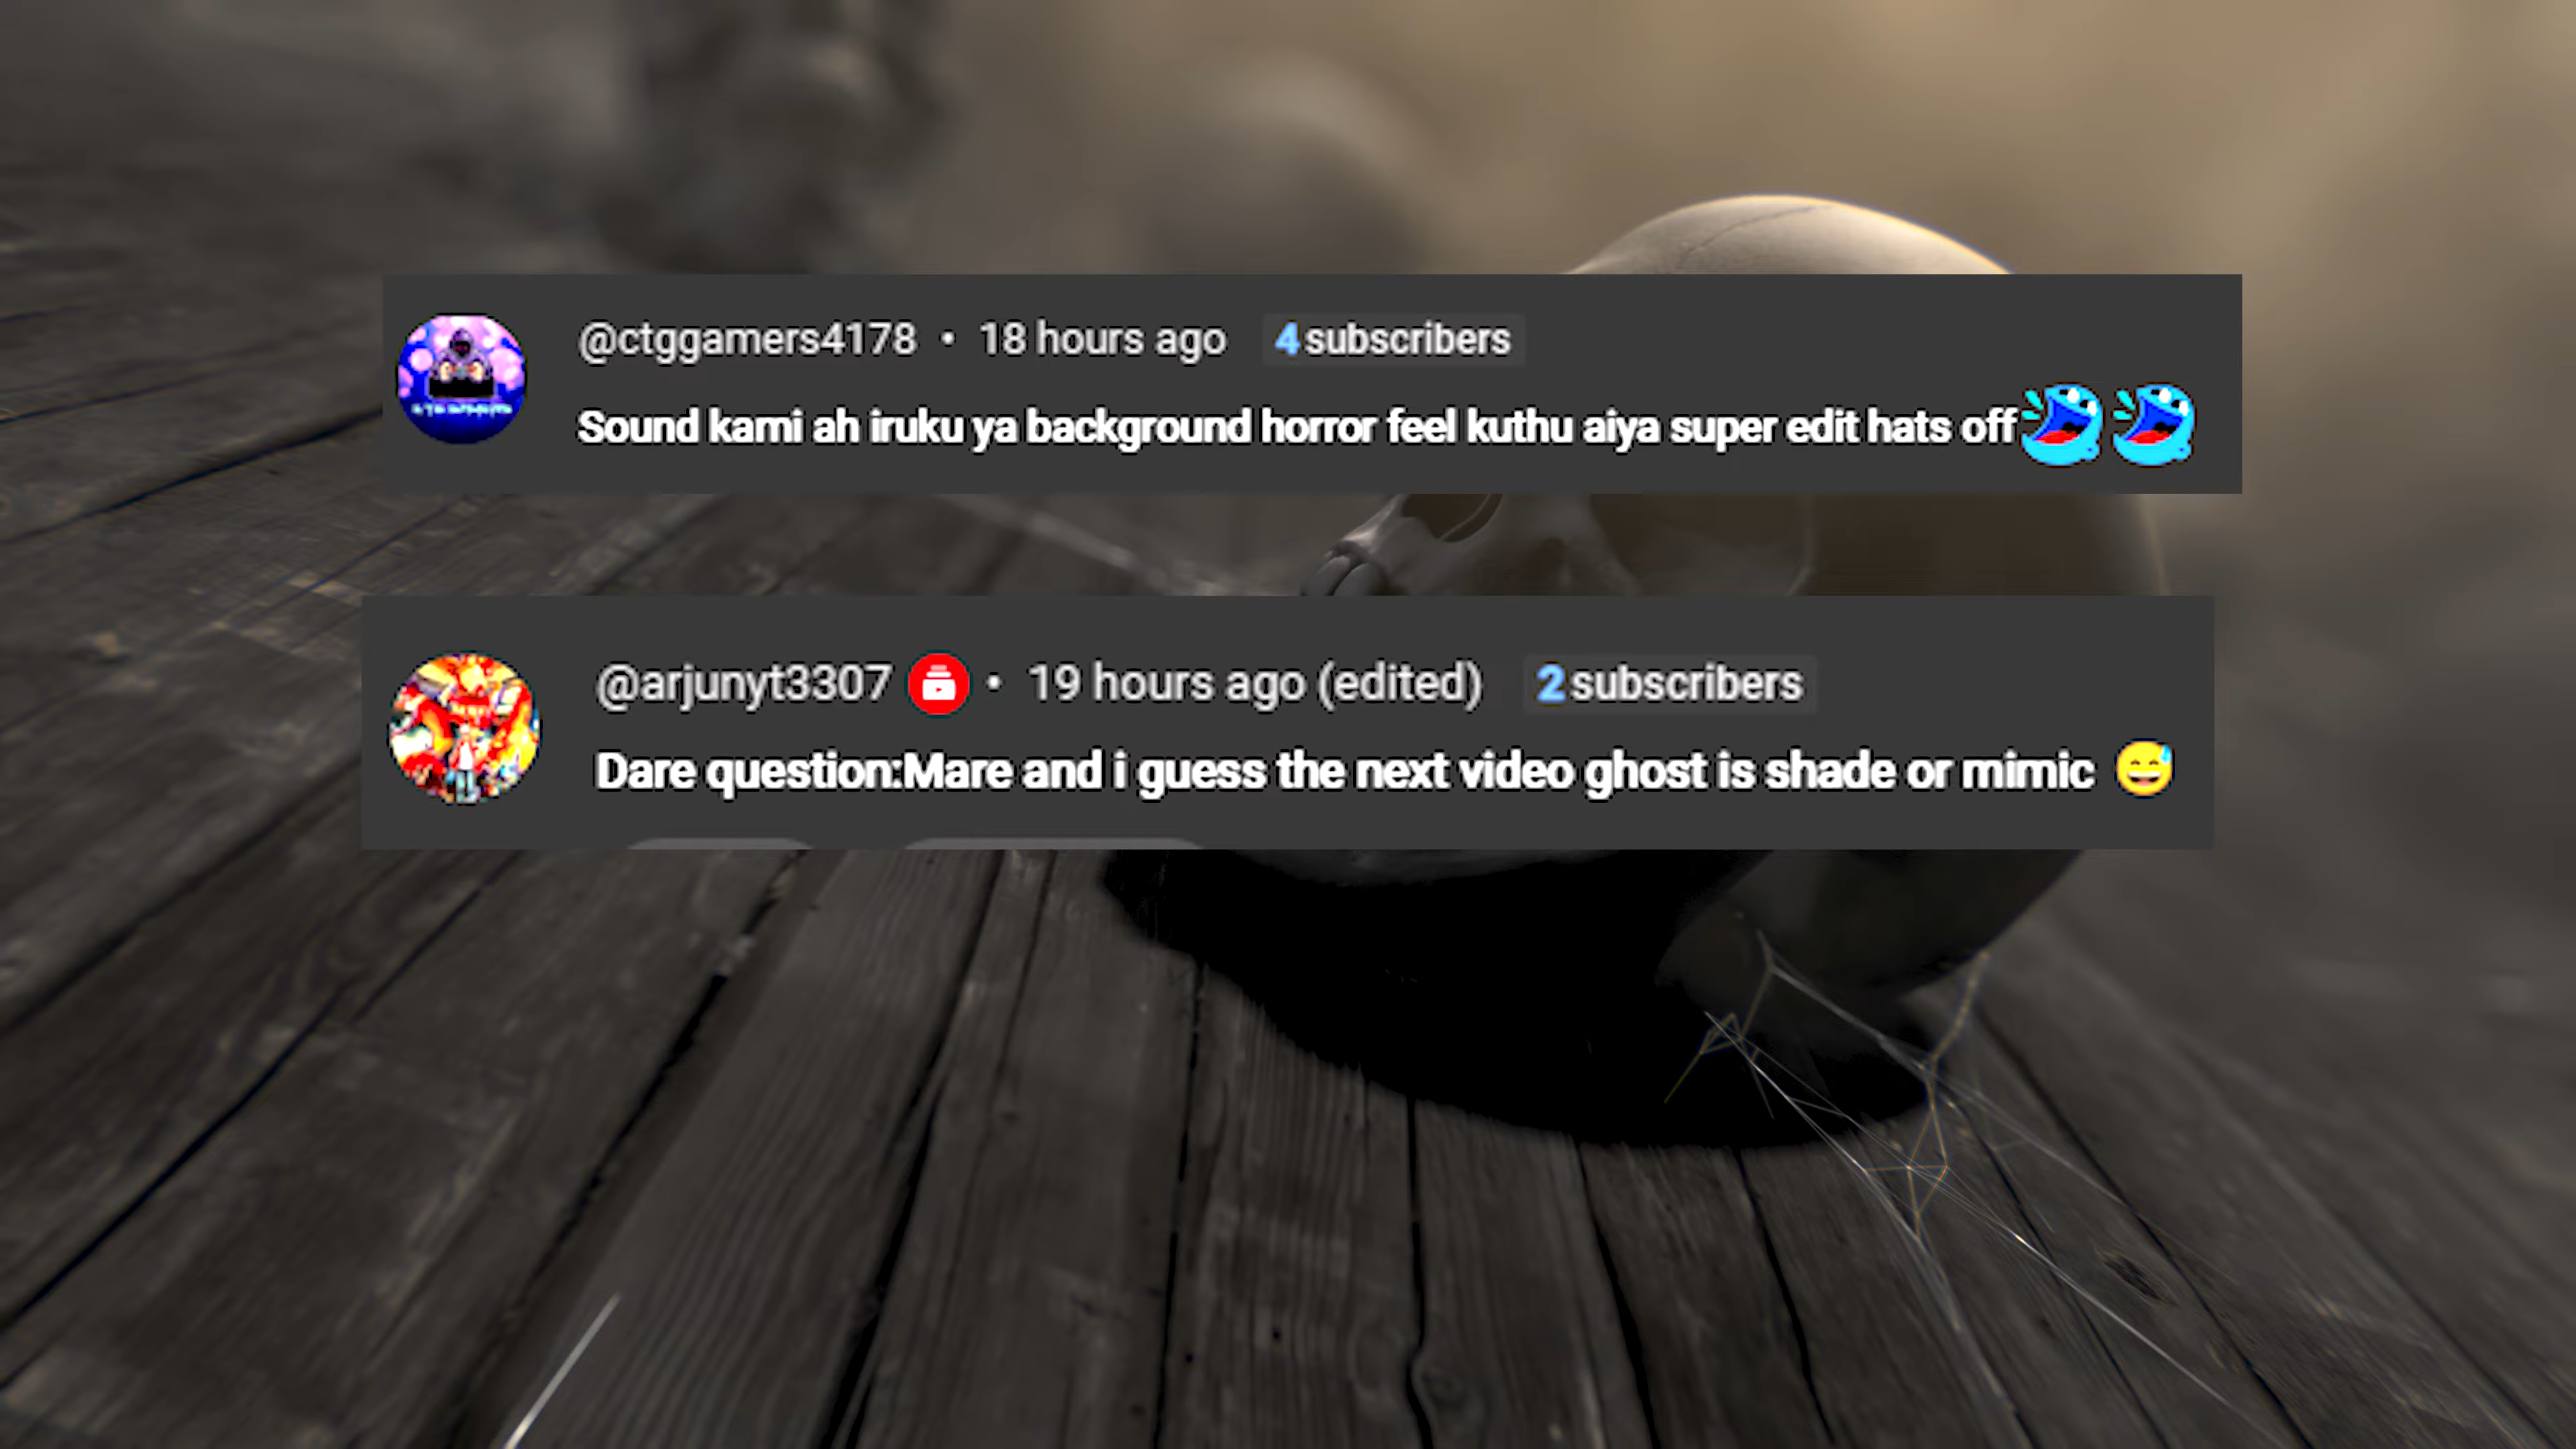 @ctggamers4178 • 18 hours ago 4 subscribers
Sound kami ah iruku ya background horror feel kuthu aiya super edit hats off
@arjunyt3307 • 19 hours ago (edited) 2 subscribers
Dare question:Mare and i guess the next video ghost is shade or mimic 😅